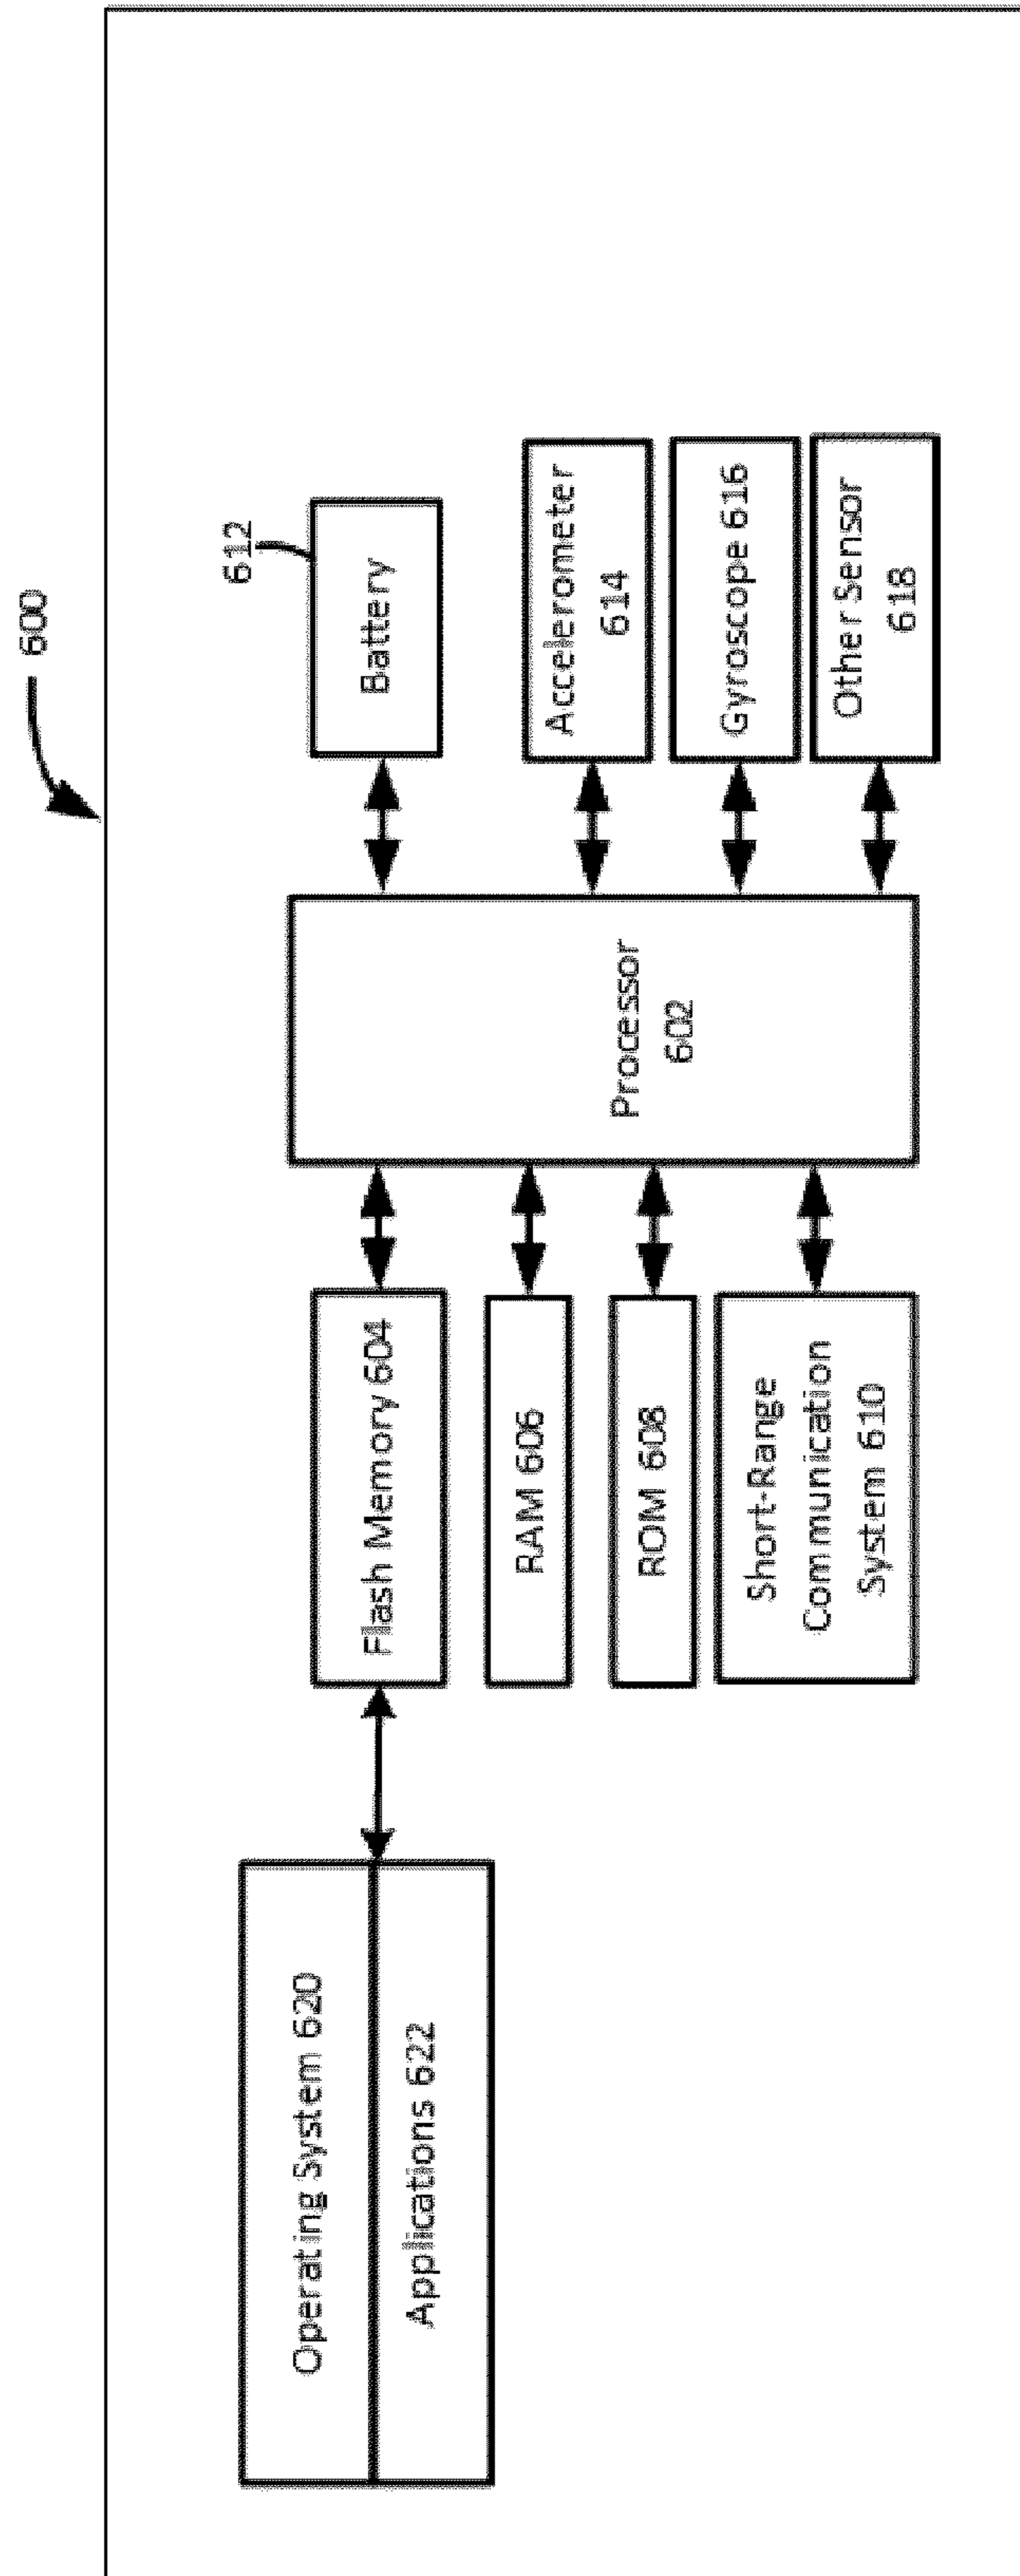 600
612
Operating System 620
Applications 622
Flash Memory 604
RAM 606
ROM 608
Short-Range
Communication
System 610
Processor
602
Battery
Accelerometer
614
Gyroscope 616
Other Sensor
618